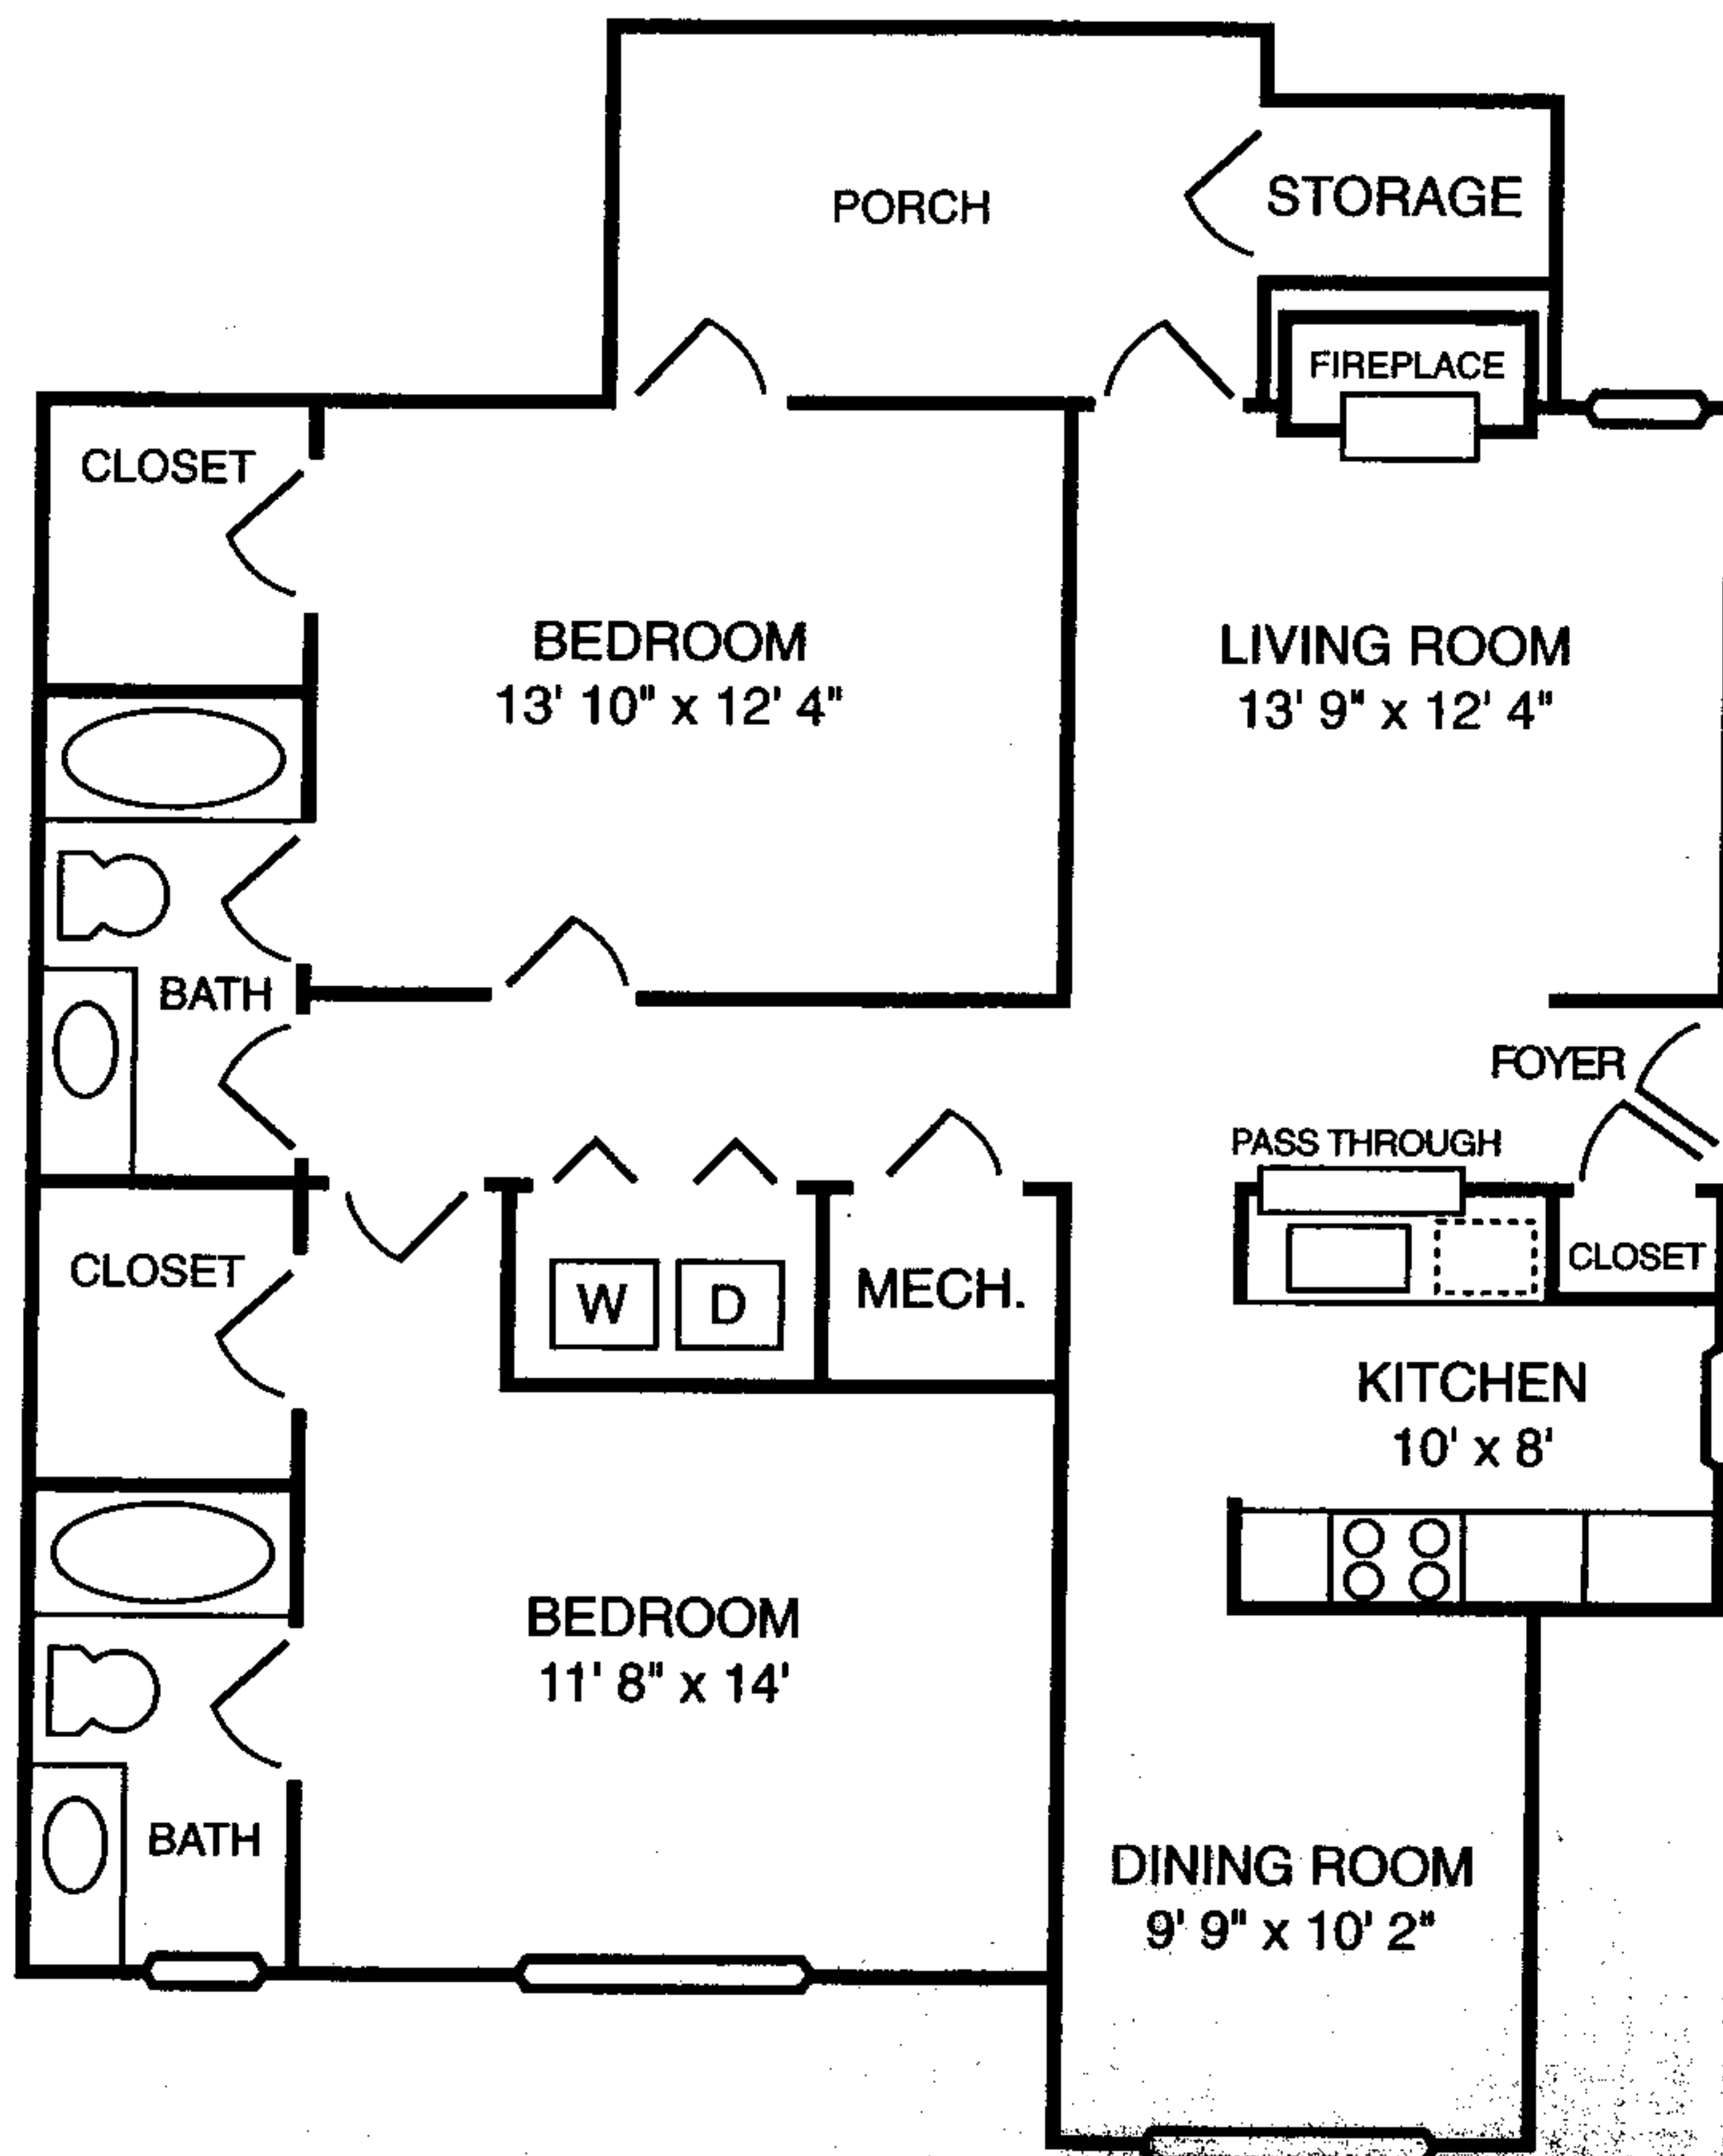 PORCH
STORAGE
FIREPLACE
CLOSET
BEDROOM
13' 10" x 12' 4"
LIVING ROOM
13' 9" x 12' 4"
BATH
FOYER
PASS THROUGH
CLOSET
W
D
MECH.
CLOSET
KITCHEN
10' x 8'
BEDROOM
11' 8" x 14'
BATH
DINING ROOM
9' 9" x 10' 2"